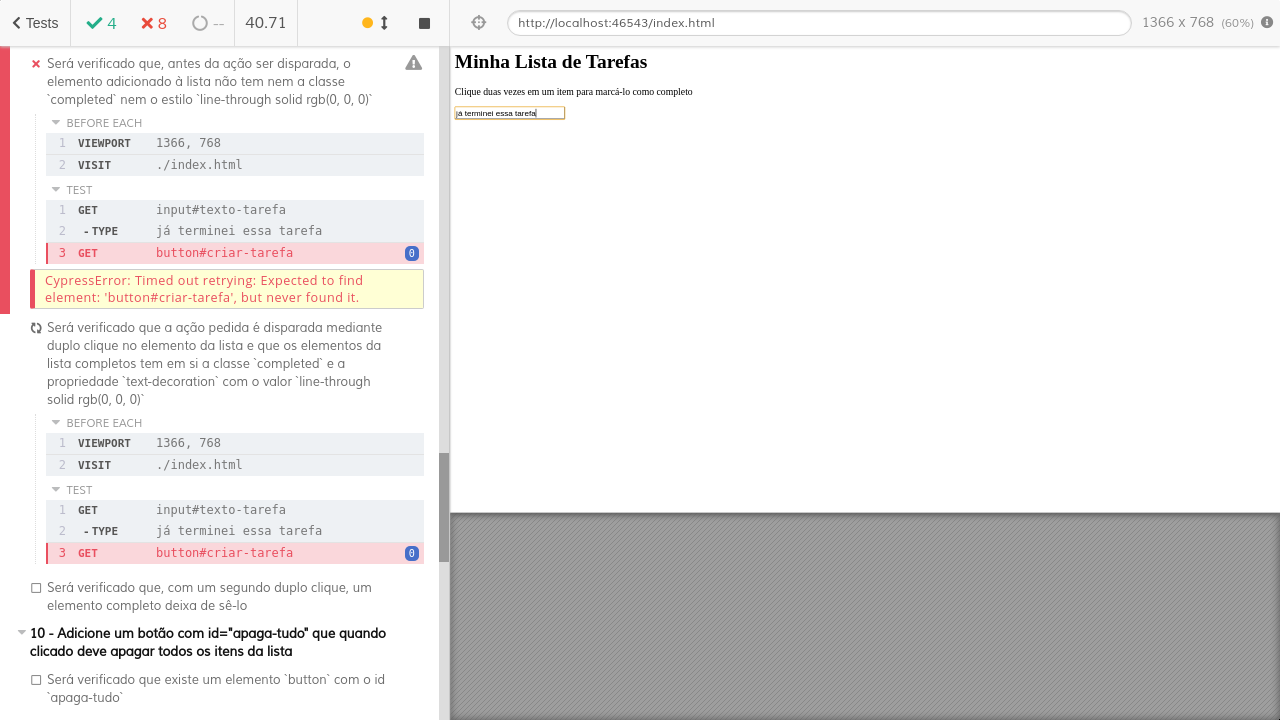 Tests
4
8
--
40.71
http://localhost:46543/index.html
1366 x 768 (60%)
Será verificado que, antes da ação ser disparada, o
elemento adicionado à lista não tem nem a classe
`completed` nem o estilo `line-through solid rgb(0, 0, 0)`
BEFORE EACH
1 VIEWPORT 1366, 768
2 VISIT ./index.html
TEST
1 GET input#texto-tarefa
2 -TYPE já terminei essa tarefa
3 GET button#criar-tarefa 0
CypressError: Timed out retrying: Expected to find
element: 'button#criar-tarefa', but never found it.
Será verificado que a ação pedida é disparada mediante
duplo clique no elemento da lista e que os elementos da
lista completos tem em si a classe `completed` e a
propriedade `text-decoration` com o valor `line-through
solid rgb(0, 0, 0)`
BEFORE EACH
1 VIEWPORT 1366, 768
2 VISIT ./index.html
TEST
1 GET input#texto-tarefa
2 -TYPE já terminei essa tarefa
3 GET button#criar-tarefa 0
Será verificado que, com um segundo duplo clique, um
elemento completo deixa de sê-lo
10 - Adicione um botão com id="apaga-tudo" que quando
clicado deve apagar todos os itens da lista
Será verificado que existe um elemento `button` com o id
`apaga-tudo`
Minha Lista de Tarefas
Clique duas vezes em um item para marcá-lo como completo
já terminei essa tarefa